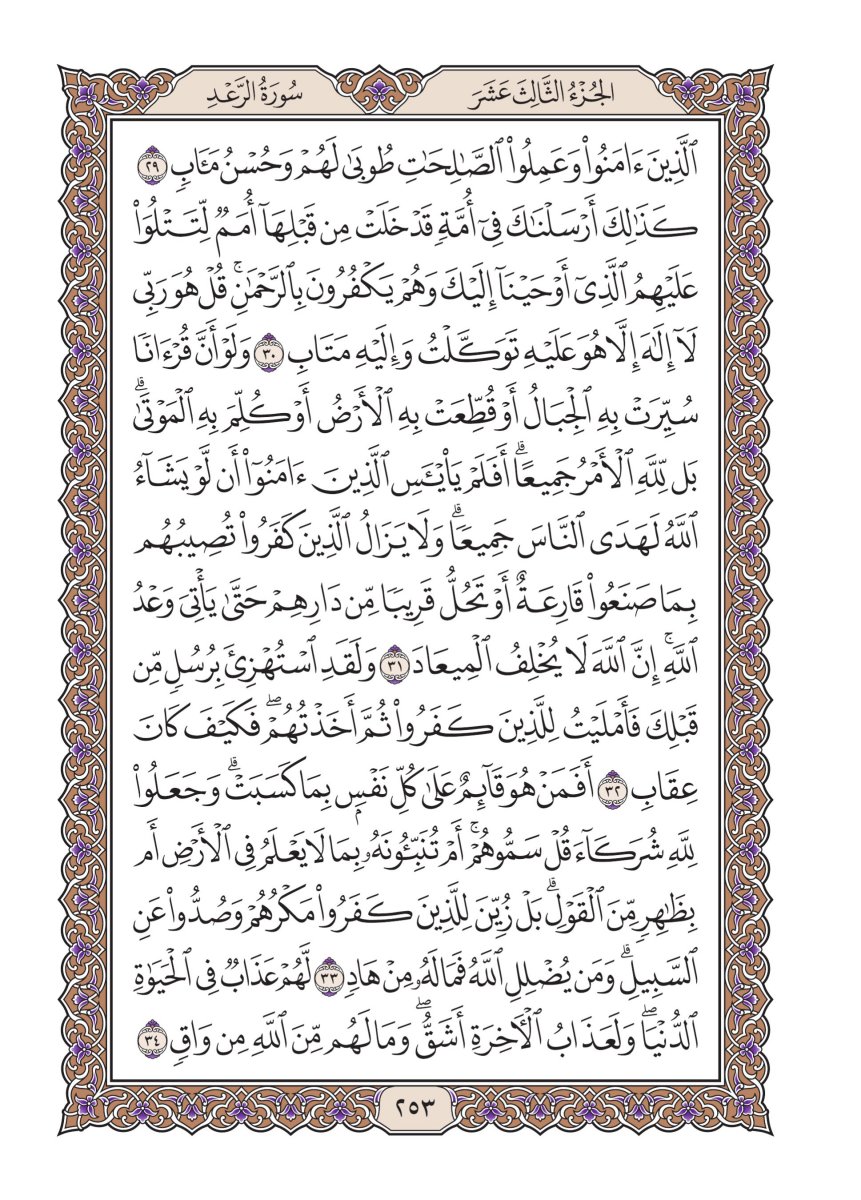 الجُزْءُ الثَّالِثَ عَشَرَ
سُورَةُ الرَّعْدِ
ٱلَّذِينَ ءَامَنُوا۟ وَعَمِلُوا۟ ٱلصَّـٰلِحَـٰتِ طُوبَىٰ لَهُمْ وَحُسْنُ مَـَٔابٍ ٢٩
كَذَٰلِكَ أَرْسَلْنَـٰكَ فِىٓ أُمَّةٍ قَدْ خَلَتْ مِن قَبْلِهَآ أُمَمٌ لِّتَتْلُوَا۟
عَلَيْهِمُ ٱلَّذِىٓ أَوْحَيْنَآ إِلَيْكَ وَهُمْ يَكْفُرُونَ بِٱلرَّحْمَـٰنِ ۚ قُلْ هُوَ رَبِّى
لَآ إِلَـٰهَ إِلَّا هُوَ عَلَيْهِ تَوَكَّلْتُ وَإِلَيْهِ مَتَابِ ٣٠ وَلَوْ أَنَّ قُرْءَانًا
سُيِّرَتْ بِهِ ٱلْجِبَالُ أَوْ قُطِّعَتْ بِهِ ٱلْأَرْضُ أَوْ كُلِّمَ بِهِ ٱلْمَوْتَىٰ ۗ
بَل لِّلَّهِ ٱلْأَمْرُ جَمِيعًا ۗ أَفَلَمْ يَا۟يْـَٔسِ ٱلَّذِينَ ءَامَنُوٓا۟ أَن لَّوْ يَشَآءُ
ٱللَّهُ لَهَدَى ٱلنَّاسَ جَمِيعًا ۗ وَلَا يَزَالُ ٱلَّذِينَ كَفَرُوا۟ تُصِيبُهُم
بِمَا صَنَعُوا۟ قَارِعَةٌ أَوْ تَحُلُّ قَرِيبًا مِّن دَارِهِمْ حَتَّىٰ يَأْتِىَ وَعْدُ
ٱللَّهِ ۚ إِنَّ ٱللَّهَ لَا يُخْلِفُ ٱلْمِيعَادَ ٣١ وَلَقَدِ ٱسْتُهْزِئَ بِرُسُلٍ مِّن
قَبْلِكَ فَأَمْلَيْتُ لِلَّذِينَ كَفَرُوا۟ ثُمَّ أَخَذْتُهُمْ ۖ فَكَيْفَ كَانَ
عِقَابِ ٣٢ أَفَمَنْ هُوَ قَآئِمٌ عَلَىٰ كُلِّ نَفْسٍۭ بِمَا كَسَبَتْ ۗ وَجَعَلُوا۟
لِلَّهِ شُرَكَآءَ قُلْ سَمُّوهُمْ ۚ أَمْ تُنَبِّـُٔونَهُۥ بِمَا لَا يَعْلَمُ فِى ٱلْأَرْضِ أَم
بِظَـٰهِرٍ مِّنَ ٱلْقَوْلِ ۗ بَلْ زُيِّنَ لِلَّذِينَ كَفَرُوا۟ مَكْرُهُمْ وَصُدُّوا۟ عَنِ
ٱلسَّبِيلِ ۗ وَمَن يُضْلِلِ ٱللَّهُ فَمَا لَهُۥ مِنْ هَادٍ ٣٣ لَّهُمْ عَذَابٌ فِى ٱلْحَيَوٰةِ
ٱلدُّنْيَا ۖ وَلَعَذَابُ ٱلْـَٔاخِرَةِ أَشَقُّ ۖ وَمَا لَهُم مِّنَ ٱللَّهِ مِن وَاقٍ ٣٤
٢٥٣